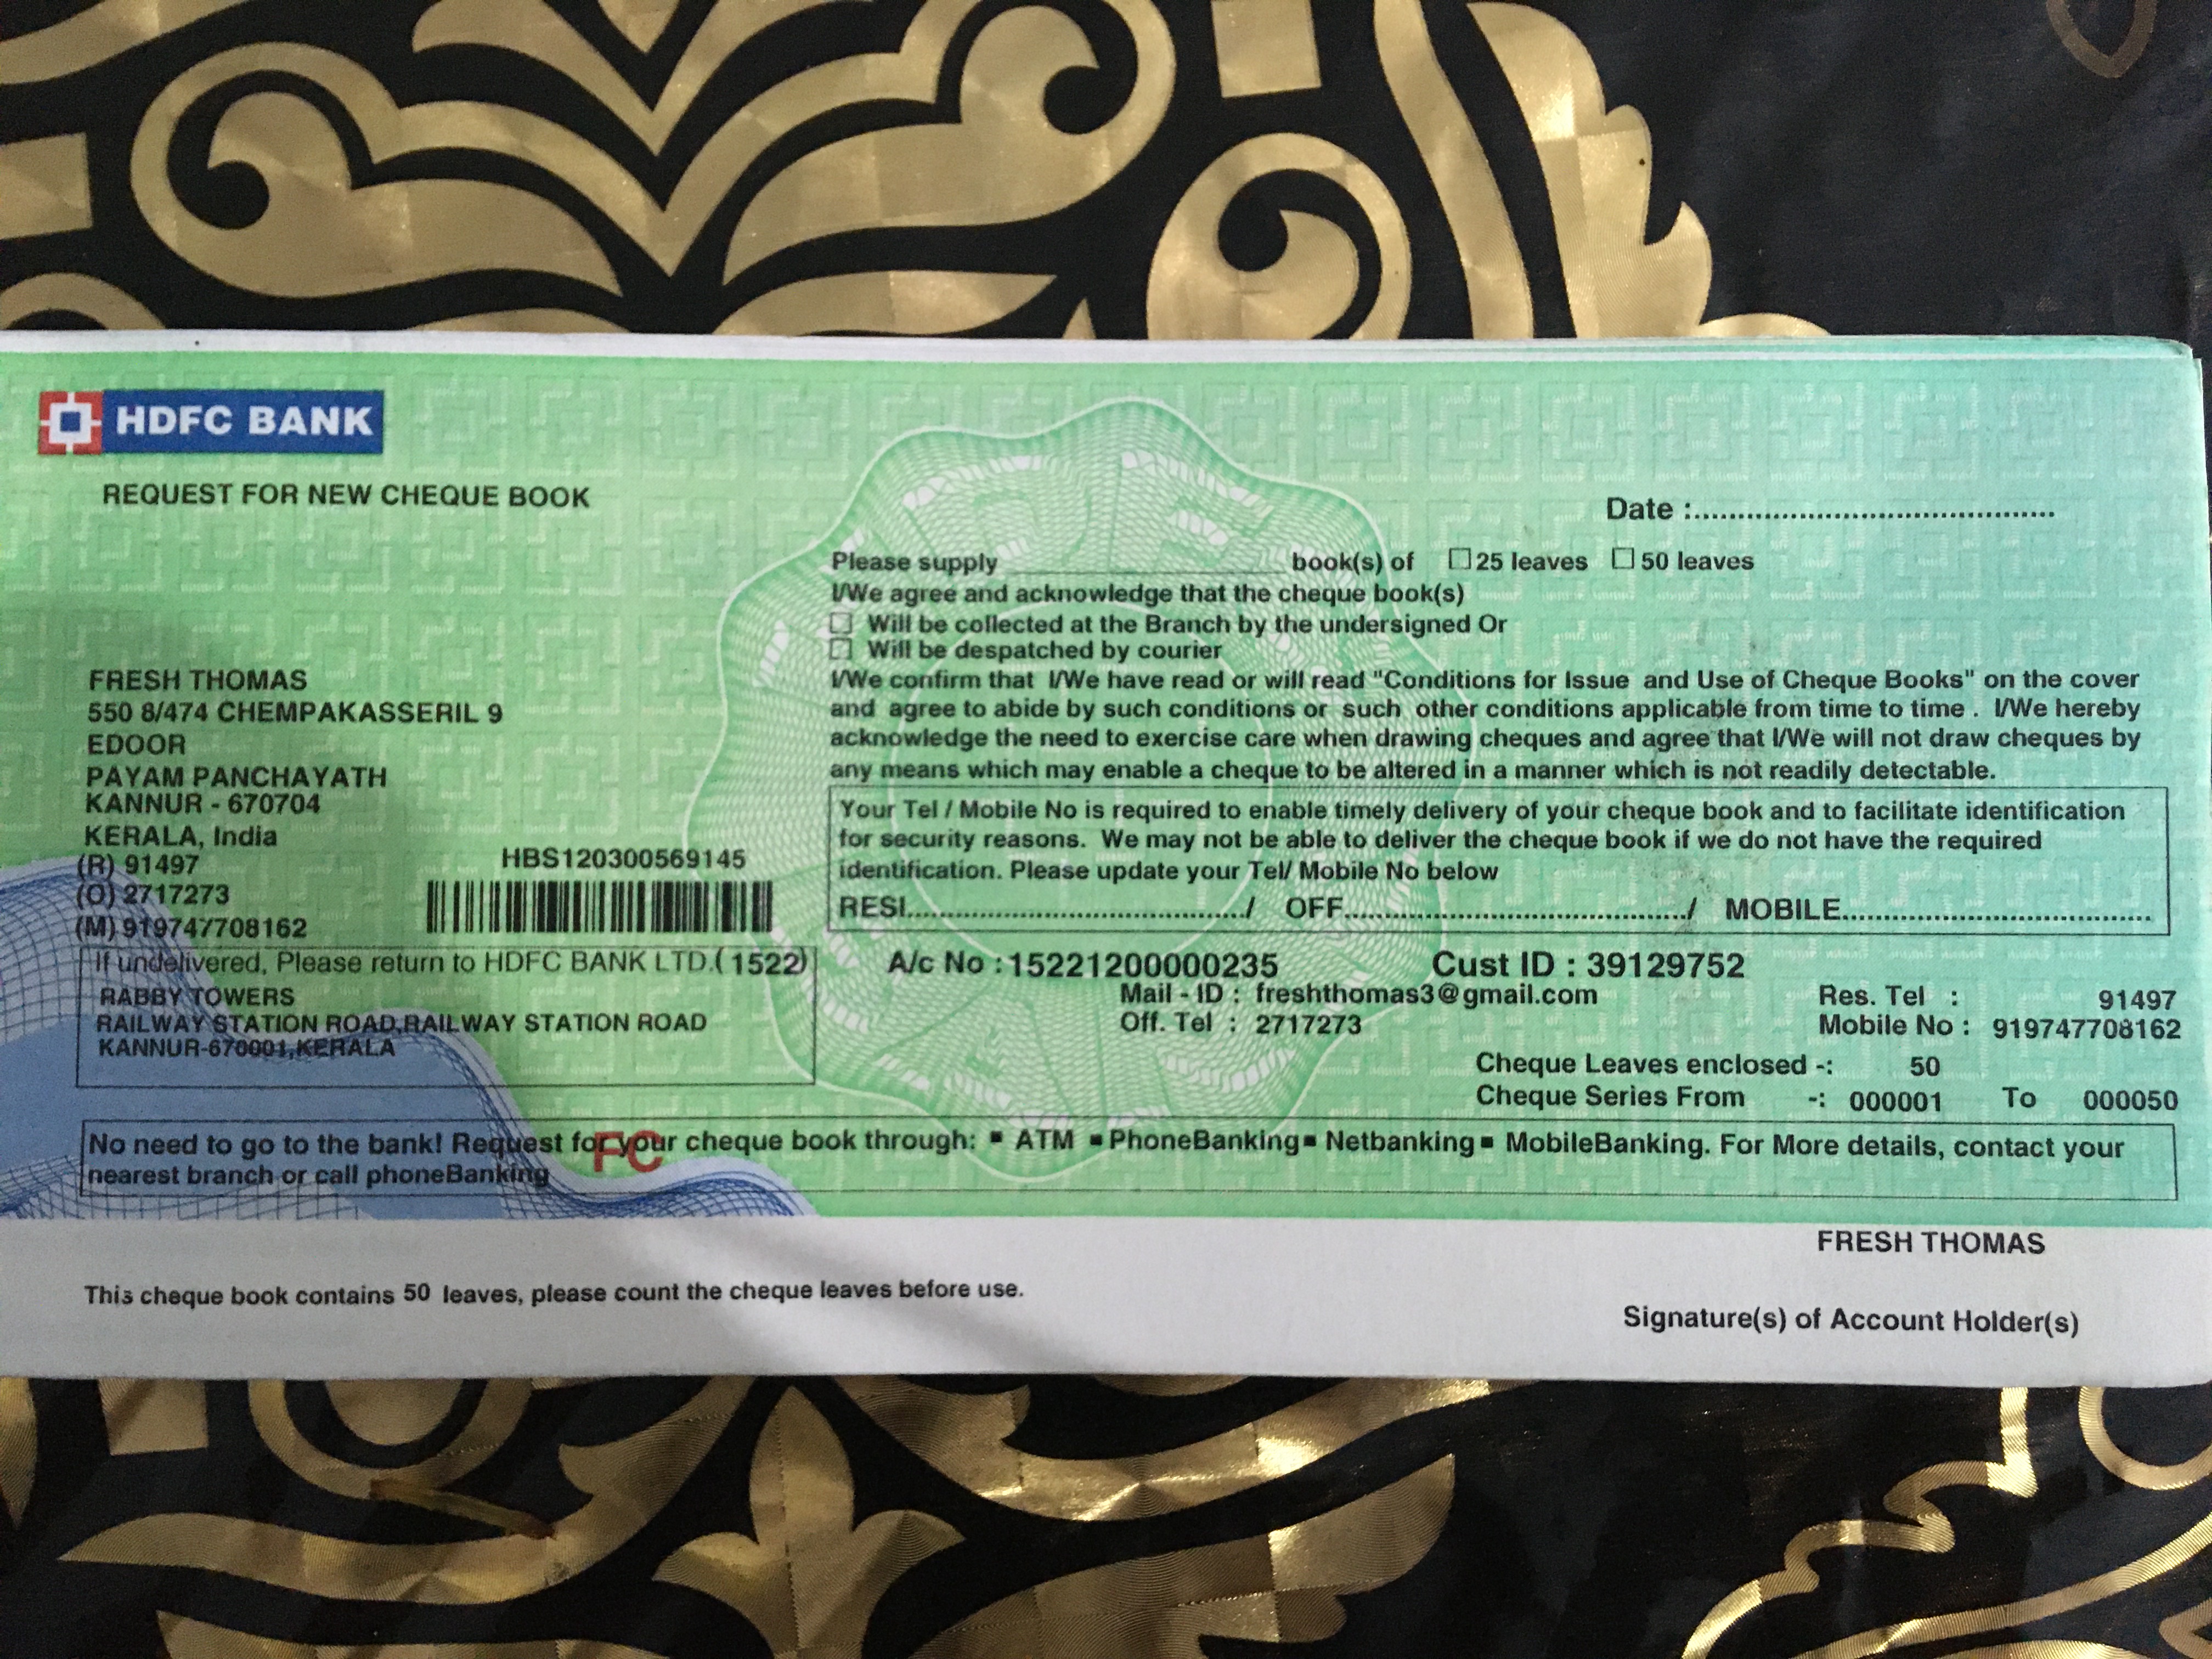 HDFC BANK
REQUEST FOR NEW CHEQUE BOOK
Date :
FRESH THOMAS
550 8/474 CHEMPAKASSERIL 9
EDOOR
PAYAM PANCHAYATH
KANNUR - 670704
KERALA, India
(R) 91497
(O) 2717273
(M) 919747708162
HBS120300569145
Please supply book(s) of 25 leaves 50 leaves
I/We agree and acknowledge that the cheque book(s)
Will be collected at the Branch by the undersigned Or
Will be despatched by courier
I/We confirm that I/We have read or will read "Conditions for Issue and Use of Cheque Books" on the cover
and agree to abide by such conditions or such other conditions applicable from time to time . I/We hereby
acknowledge the need to exercise care when drawing cheques and agree that I/We will not draw cheques by
any means which may enable a cheque to be altered in a manner which is not readily detectable.
Your Tel / Mobile No is required to enable timely delivery of your cheque book and to facilitate identification
for security reasons. We may not be able to deliver the cheque book if we do not have the required
identification. Please update your Tel/ Mobile No below
RESI............................../ OFF............................../ MOBILE..............................
If undelivered, Please return to HDFC BANK LTD.(1522)
RABBY TOWERS
RAILWAY STATION ROAD,RAILWAY STATION ROAD
KANNUR-670001,KERALA
A/c No :15221200000235 Cust ID : 39129752
Mail - ID : freshthomas3@gmail.com Res. Tel : 91497
Off. Tel : 2717273 Mobile No : 919747708162
Cheque Leaves enclosed -: 50
Cheque Series From -: 000001 To 000050
No need to go to the bank! Request for your cheque book through: ▪ ATM ▪ PhoneBanking ▪ Netbanking ▪ MobileBanking. For More details, contact your
nearest branch or call phoneBanking
FC
FRESH THOMAS
This cheque book contains 50 leaves, please count the cheque leaves before use.
Signature(s) of Account Holder(s)